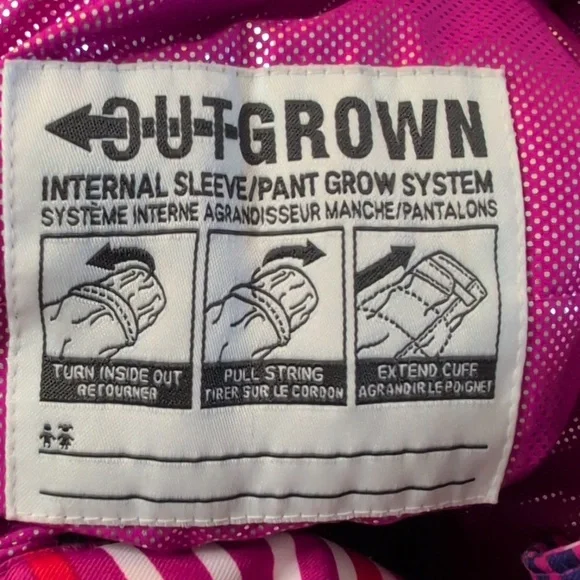 OUTGROWN
INTERNAL SLEEVE/PANT GROW SYSTEM
SYSTÈME INTERNE AGRANDISSEUR MANCHE/PANTALONS
TURN INSIDE OUT
RETOURNER
PULL STRING
TIRER SUR LE CORDON
EXTEND CUFF
AGRANDIR LE POIGNET